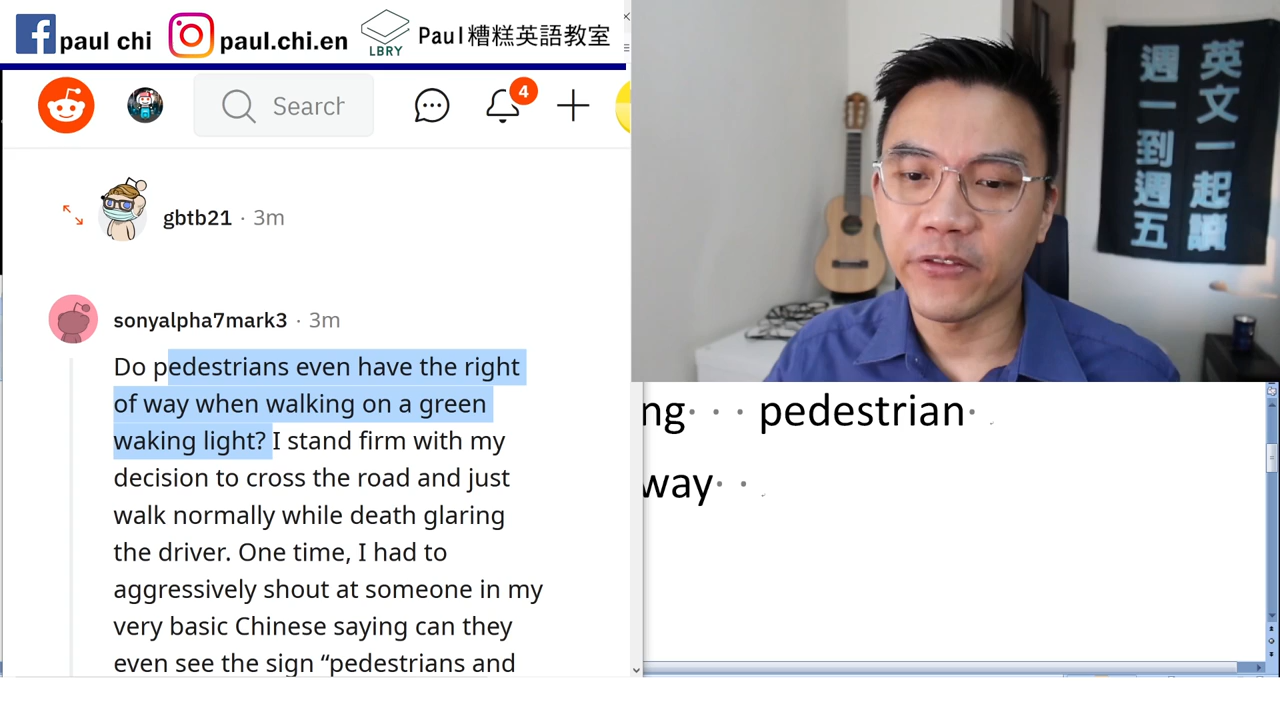 paul chi paul.chi.en LBRY Paul糟糕英語教室
Search 4
gbtb21 · 3m
sonyalpha7mark3 · 3m
Do pedestrians even have the right
of way when walking on a green
waking light? I stand firm with my
decision to cross the road and just
walk normally while death glaring
the driver. One time, I had to
aggressively shout at someone in my
very basic Chinese saying can they
even see the sign “pedestrians and
英文一起讀
週一到週五
ng pedestrian
way